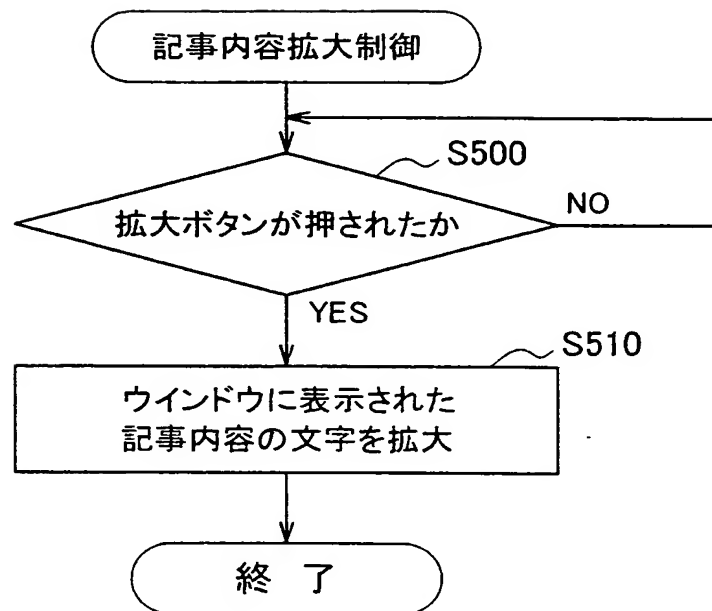 記事内容拡大制御
S500
拡大ボタンが押されたか
NO
YES
S510
ウインドウに表示された
記事内容の文字を拡大
終 了